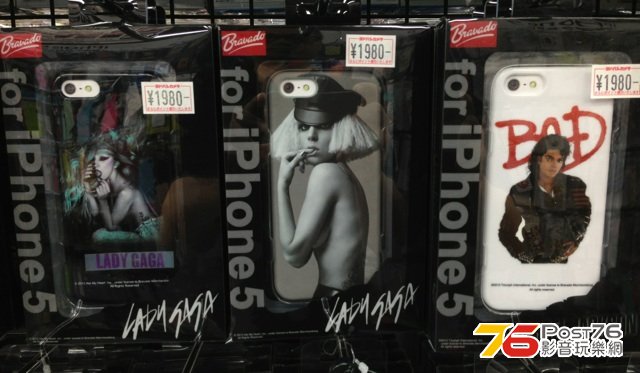 Bravado
¥1980-
for iPhone 5
LADY GAGA
LADY GAGA
Bravado
¥1980-
for iPhone 5
LADY GAGA
Bravado
¥1980-
for iPhone 5
BAD
76 Post76
影音玩樂網